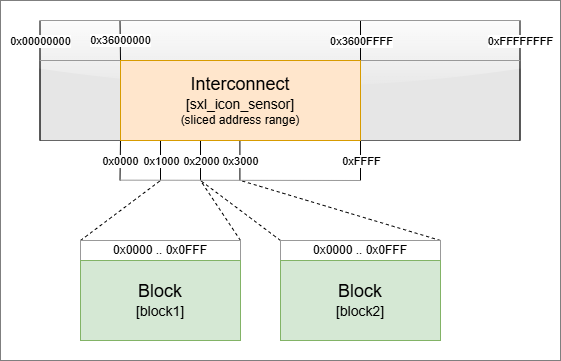 0x00000000 0x36000000 0x3600FFFF 0xFFFFFFFF
Interconnect
[sxl_icon_sensor]
(sliced address range)
0x0000 0x1000 0x2000 0x3000 0xFFFF
0x0000 .. 0x0FFF 0x0000 .. 0x0FFF
Block Block
[block1] [block2]